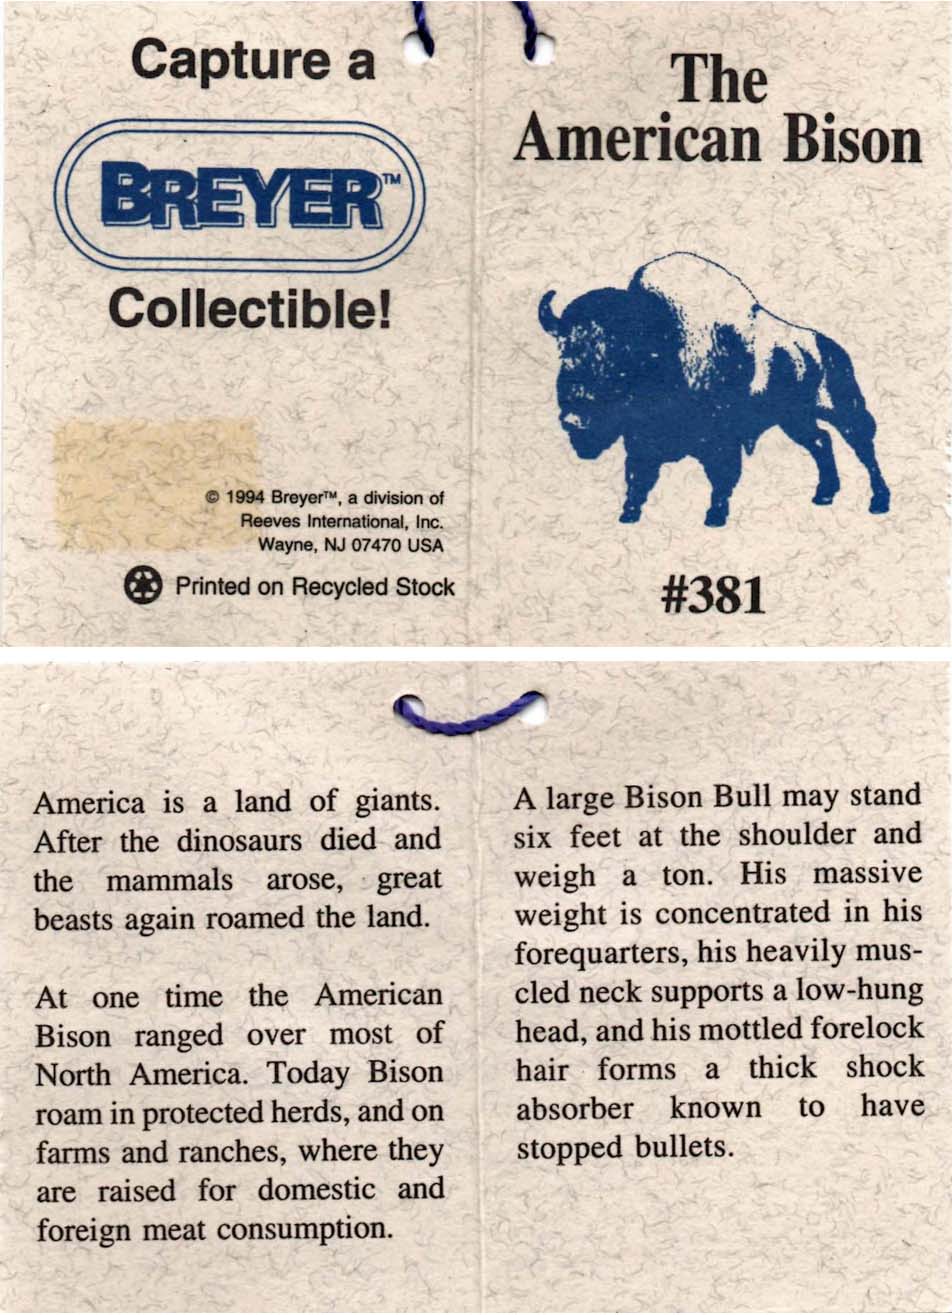 Capture a
BREYER™
Collectible!
© 1994 Breyer™, a division of
Reeves International, Inc.
Wayne, NJ 07470 USA
Printed on Recycled Stock
The
American Bison
#381
America is a land of giants.
After the dinosaurs died and
the mammals arose, great
beasts again roamed the land.
At one time the American
Bison ranged over most of
North America. Today Bison
roam in protected herds, and on
farms and ranches, where they
are raised for domestic and
foreign meat consumption.
A large Bison Bull may stand
six feet at the shoulder and
weigh a ton. His massive
weight is concentrated in his
forequarters, his heavily mus-
cled neck supports a low-hung
head, and his mottled forelock
hair forms a thick shock
absorber known to have
stopped bullets.